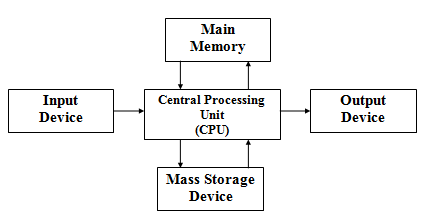 Main
Memory
Input
Device
Central Processing
Unit
(CPU)
Output
Device
Mass Storage
Device